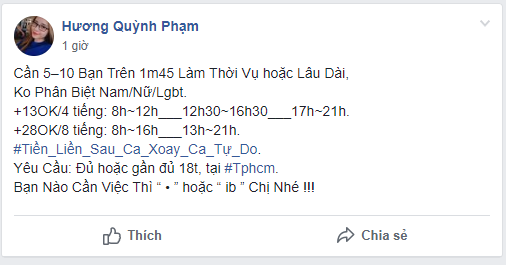 Hương Quỳnh Phạm
1 giờ
Cần 5–10 Bạn Trên 1m45 Làm Thời Vụ hoặc Lâu Dài,
Ko Phân Biệt Nam/Nữ/Lgbt.
+13OK/4 tiếng: 8h~12h___12h30~16h30___17h~21h.
+28OK/8 tiếng: 8h~16h___13h~21h.
#Tiền_Liền_Sau_Ca_Xoay_Ca_Tự_Do.
Yêu Cầu: Đủ hoặc gần đủ 18t, tại #Tphcm.
Bạn Nào Cần Việc Thì “ • ” hoặc “ ib ” Chị Nhé !!!
Thích
Chia sẻ